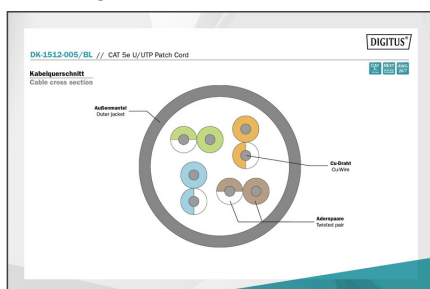 DIGITUS®
DK-1512-005/BL // CAT 5e U/UTP Patch Cord
Kabelquerschnitt
Cable cross section
Außenmantel
Outer jacket
Cu-Draht
Cu-Wire
Adernpaare
Twisted pair